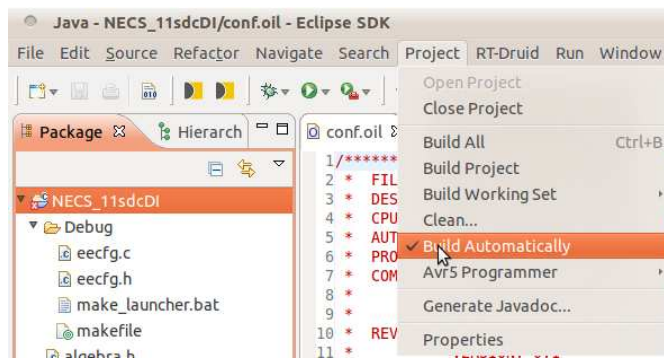 Java - NECS_11sdcDI/conf.oil - Eclipse SDK
File Edit Source Refactor Navigate Search Project RT-Druid Run Window
010
Package Hierarch
conf.oil
NECS_11sdcDI
Debug
eecfg.c
eecfg.h
make_launcher.bat
makefile
algebra.h
1 /*******
2 * FIL
3 * DES
4 * CPU
5 * AUT
6 * PRO
7 * COM
8 *
9 *
10 * REV
11 *
Open Project
Close Project
Build All Ctrl+B
Build Project
Build Working Set
Clean...
Build Automatically
Avr5 Programmer
Generate Javadoc...
Properties